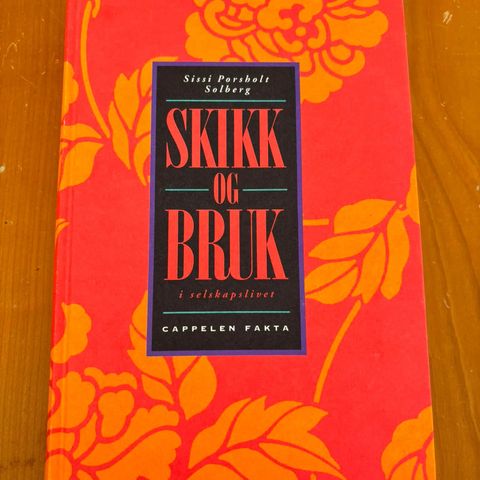 Sissi Porsholt
Solberg
SKIKK
OG
BRUK
i selskapslivet
CAPPELEN FAKTA